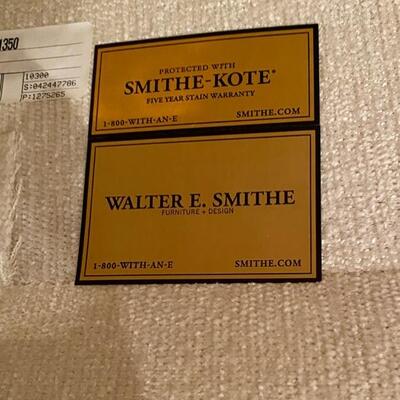 1350
10300
S:042447786
P:1275265
PROTECTED WITH
SMITHE-KOTE®
FIVE YEAR STAIN WARRANTY
1-800-WITH-AN-E SMITHE.COM
WALTER E. SMITHE
FURNITURE + DESIGN
1-800-WITH-AN-E SMITHE.COM